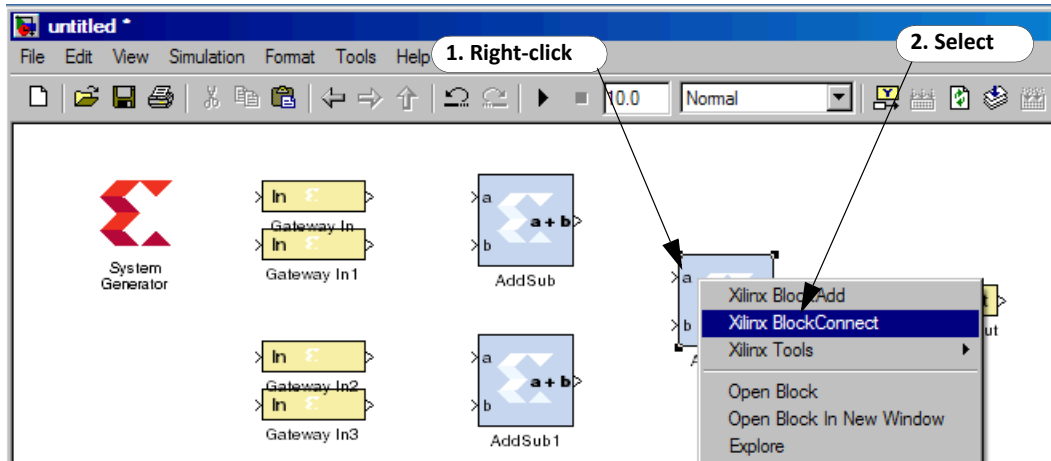 untitled *
File Edit View Simulation Format Tools Help
1. Right-click
2. Select
10.0
Normal
In
Gateway In
In
Gateway In1
a
b
a + b
AddSub
System
Generator
a
b
Xilinx BlockAdd
Xilinx BlockConnect
Xilinx Tools
Open Block
Open Block In New Window
Explore
t
ut
A
In
Gateway In2
In
Gateway In3
a
b
a + b
AddSub1